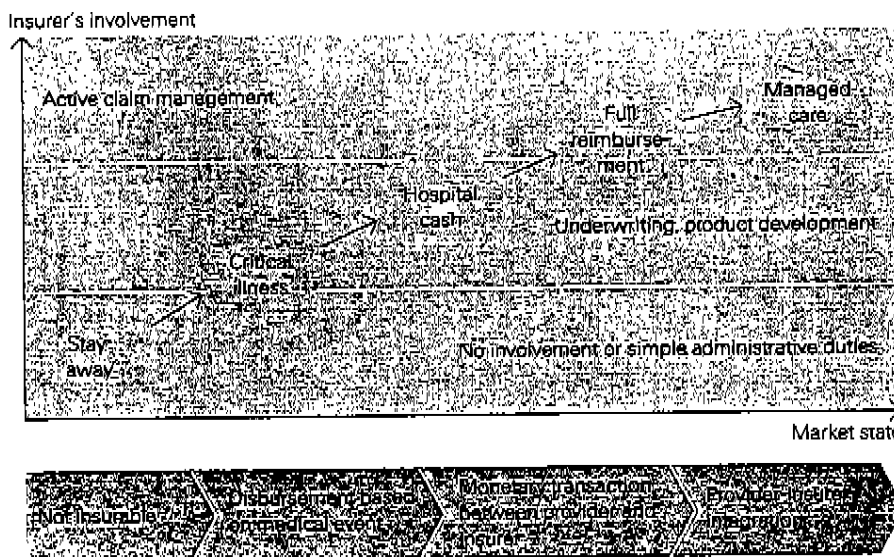 Insurer's involvement
Active claim management
Managed
care
Full
reimburse-
ment
Hospital
cash
Underwriting, product development
Critical
illness
Stay
away
No involvement or simple administrative duties
Market state
Not insurable
Disbursement based
on medical event
Monetary transaction
between provider and
insurer
Provider-insurer
integration